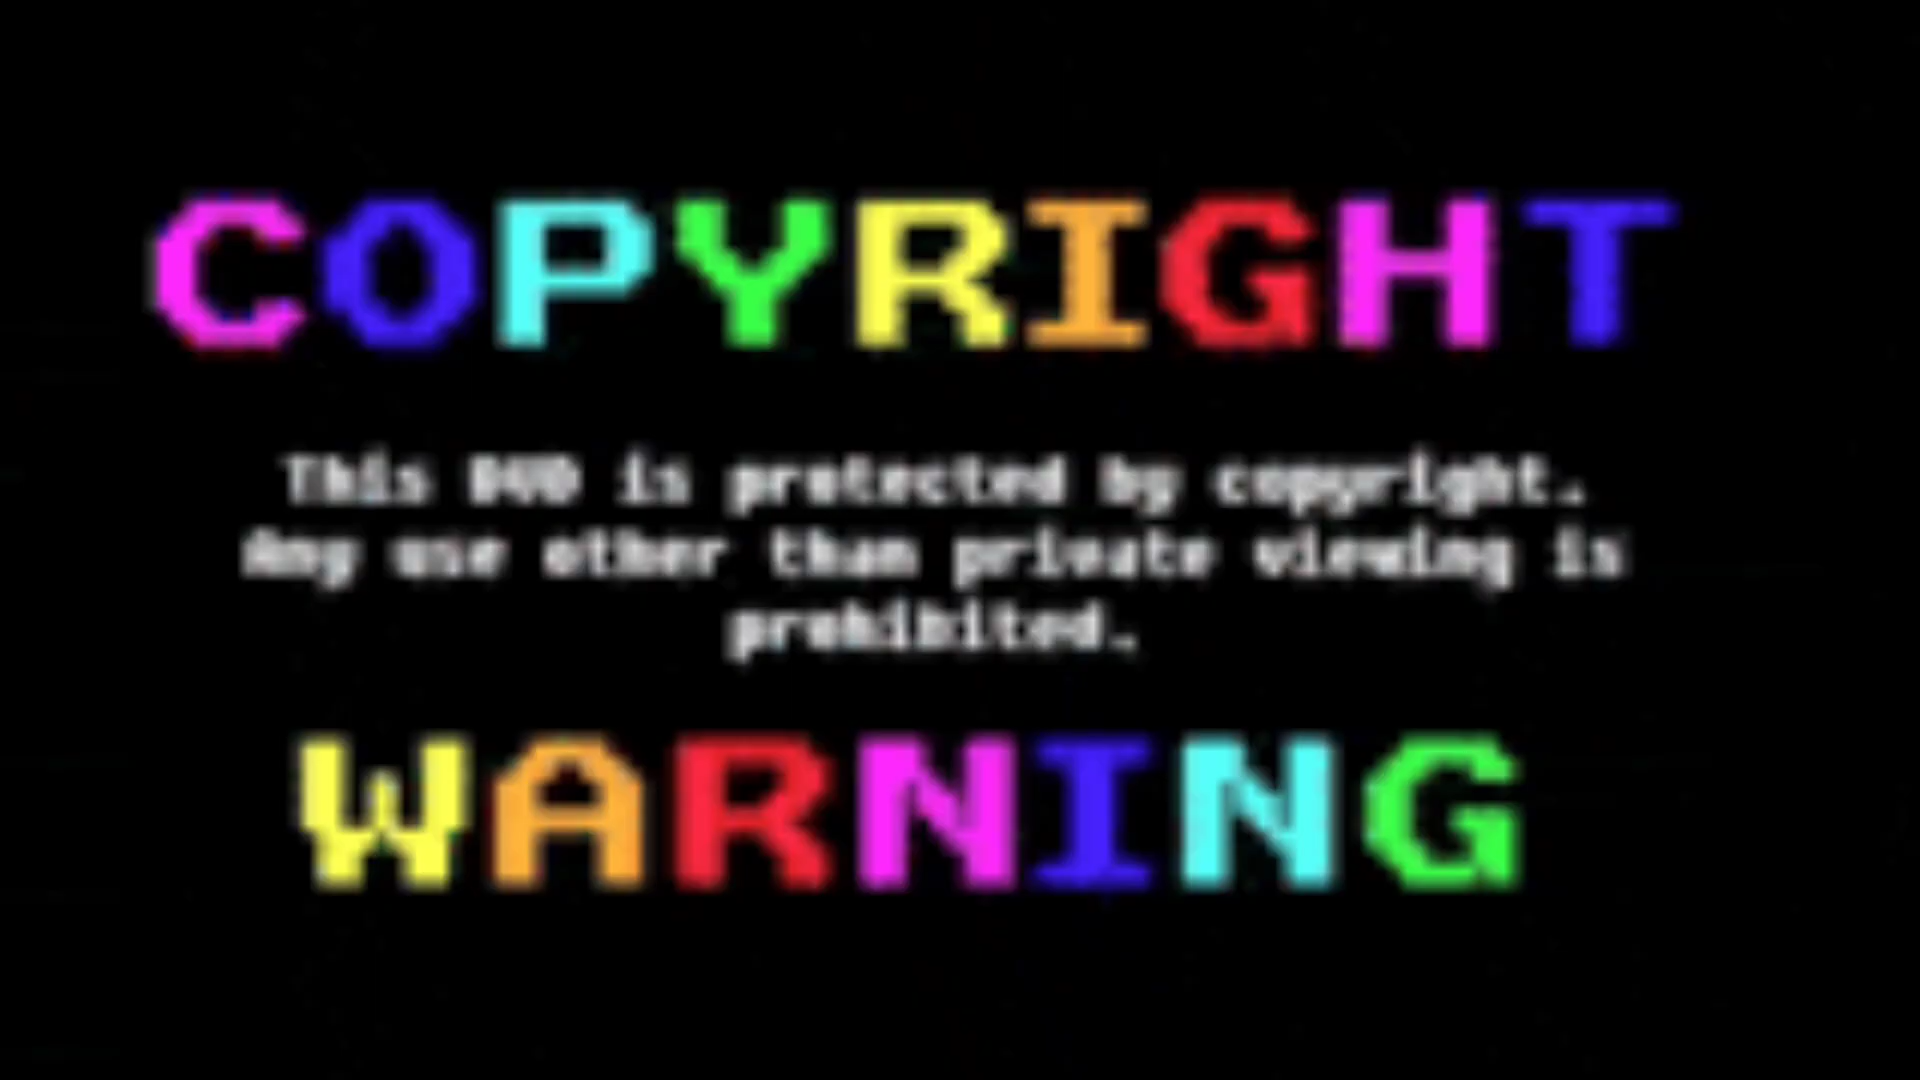 COPYRIGHT
This DVD is protected by copyright.
Any use other than private viewing is
prohibited.
WARNING